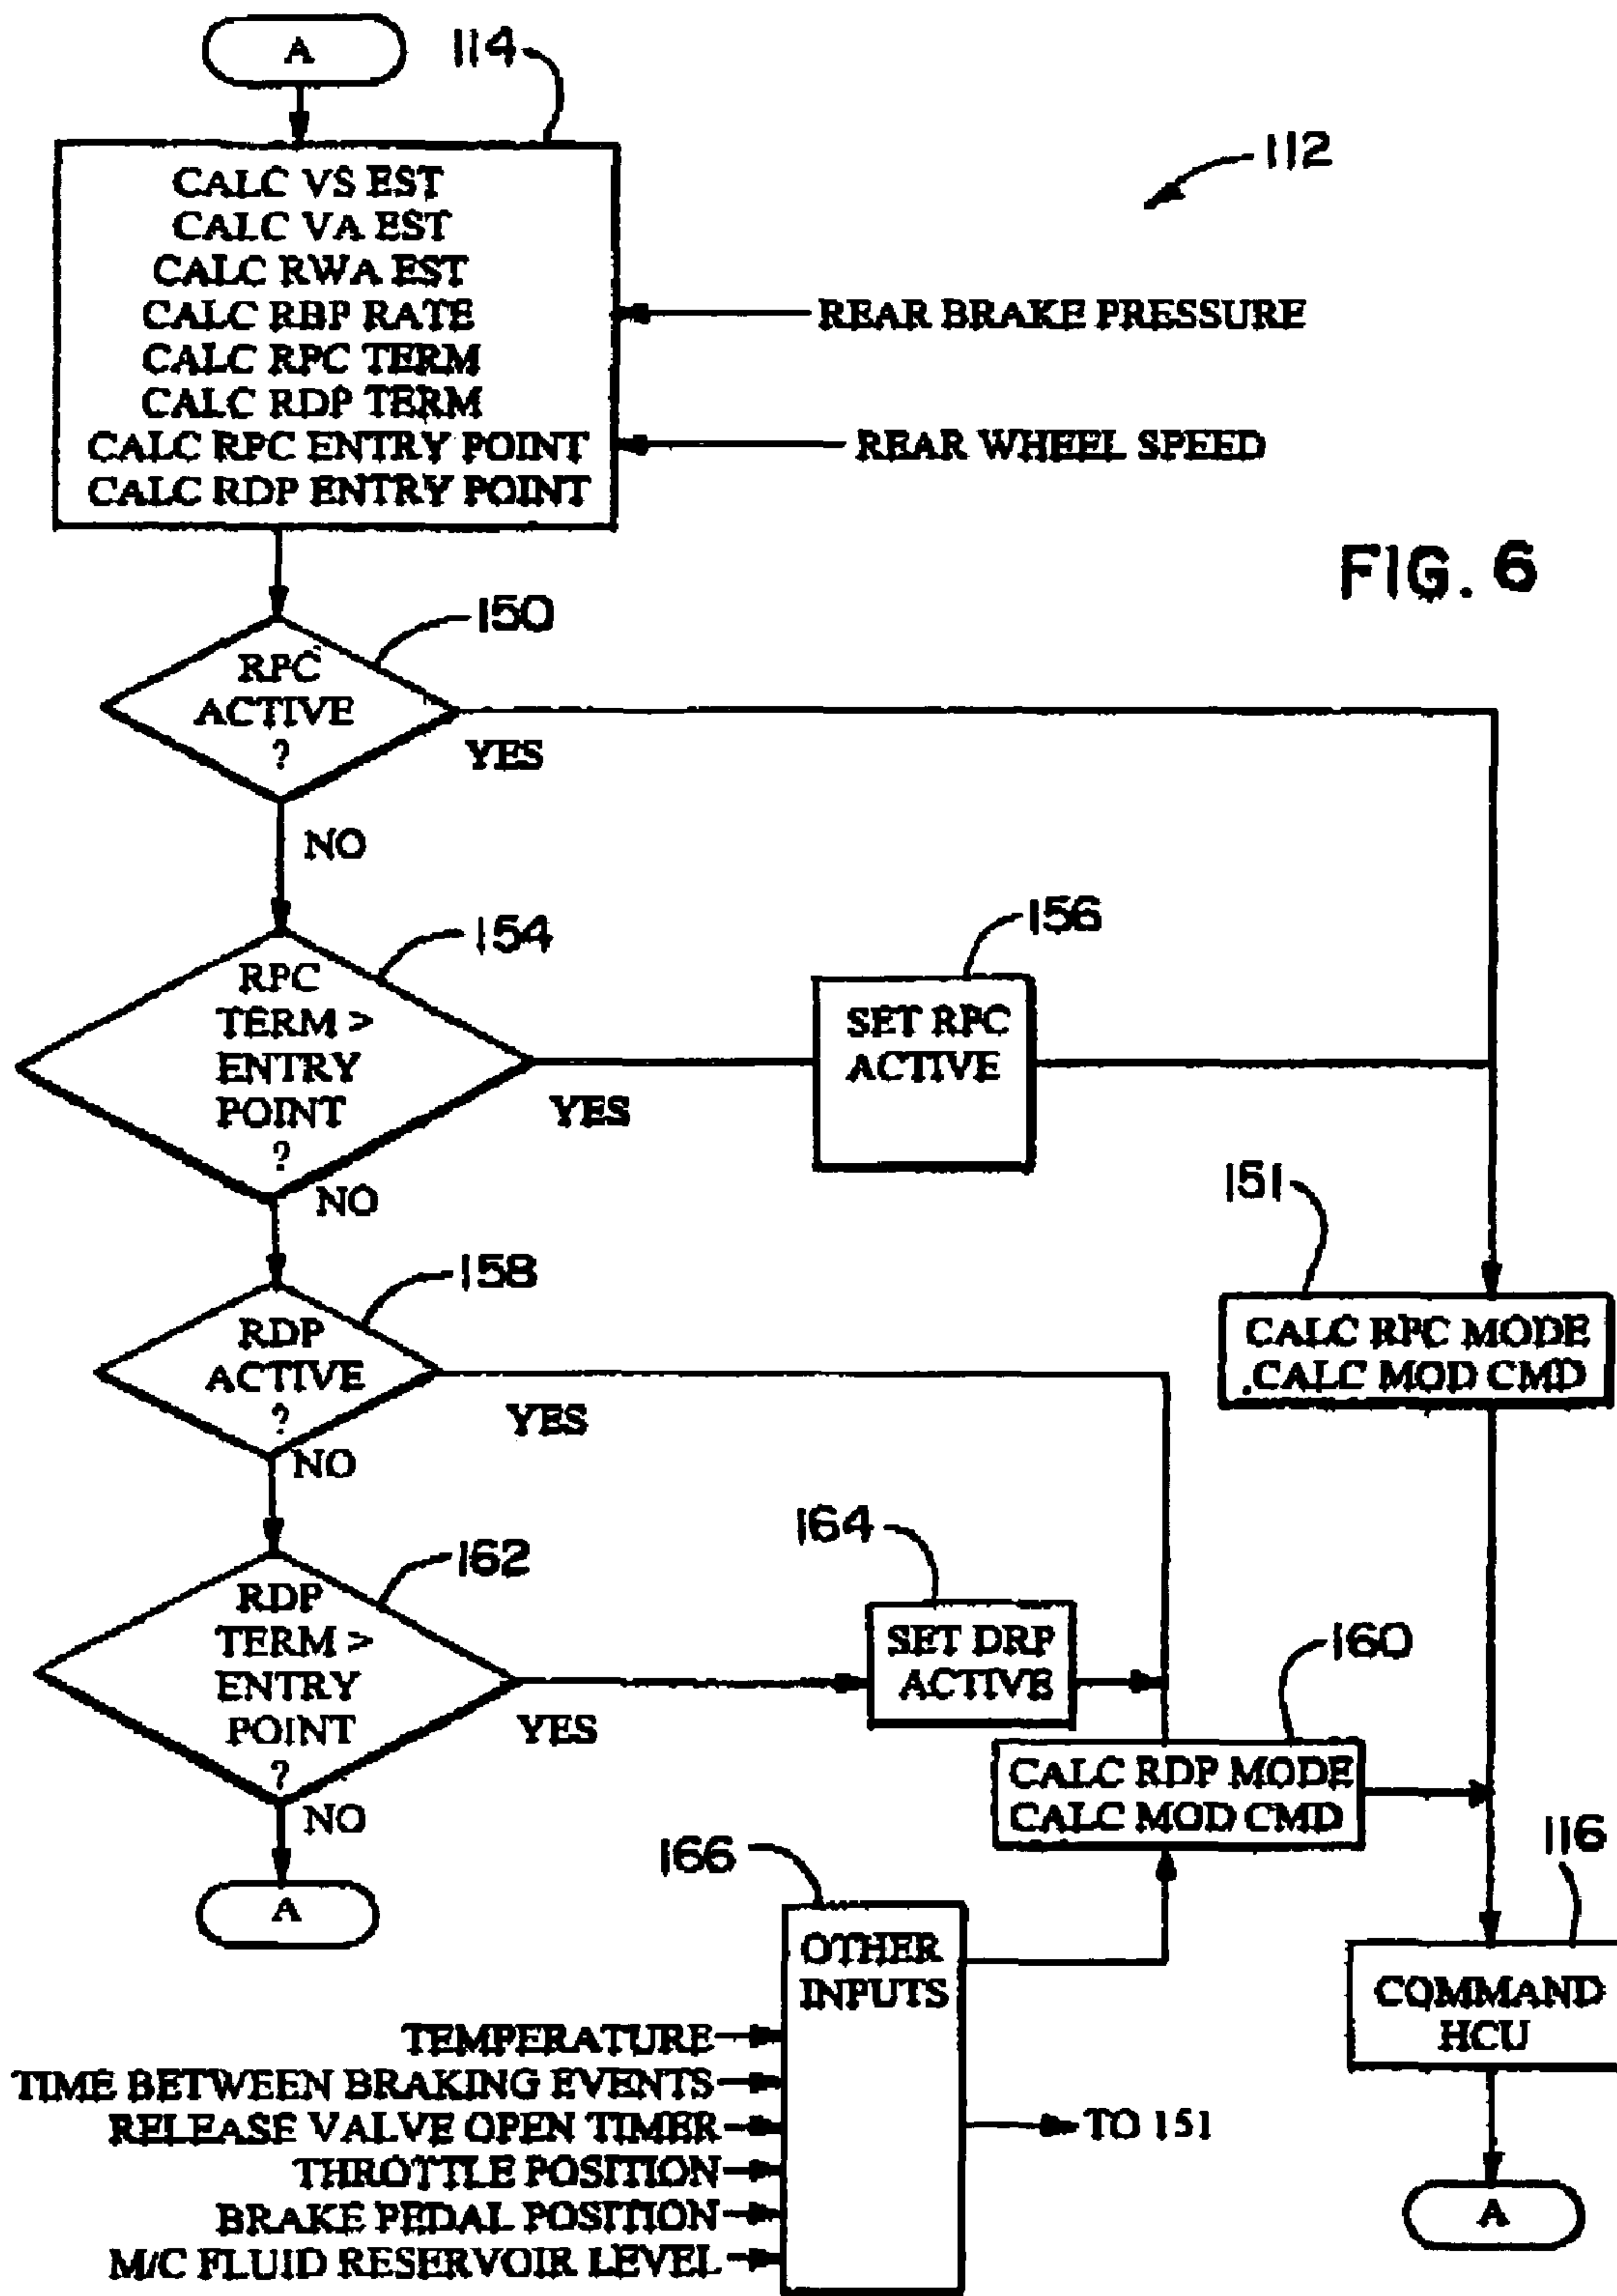 A
114
112
CALC VS EST
CALC VA EST
CALC RWA EST
CALC RBP RATE
CALC RPC TERM
CALC RDP TERM
CALC RPC ENTRY POINT
CALC RDP ENTRY POINT
REAR BRAKE PRESSURE
REAR WHEEL SPEED
FIG. 6
150
RPC
ACTIVE
?
YES
NO
154
RPC
TERM >
ENTRY
POINT
?
YES
NO
156
SET RPC
ACTIVE
151
CALC RPC MODE
.CALC MOD CMD
158
RDP
ACTIVE
?
YES
NO
162
RDP
TERM >
ENTRY
POINT
?
YES
NO
164
SET DRP
ACTIVE
160
CALC RDP MODE
CALC MOD CMD
A
166
OTHER
INPUTS
TEMPERATURE
TIME BETWEEN BRAKING EVENTS
RELEASE VALVE OPEN TIMER
THROTTLE POSITION
BRAKE PEDAL POSITION
M/C FLUID RESERVOIR LEVEL
TO 151
116
COMMAND
HCU
A